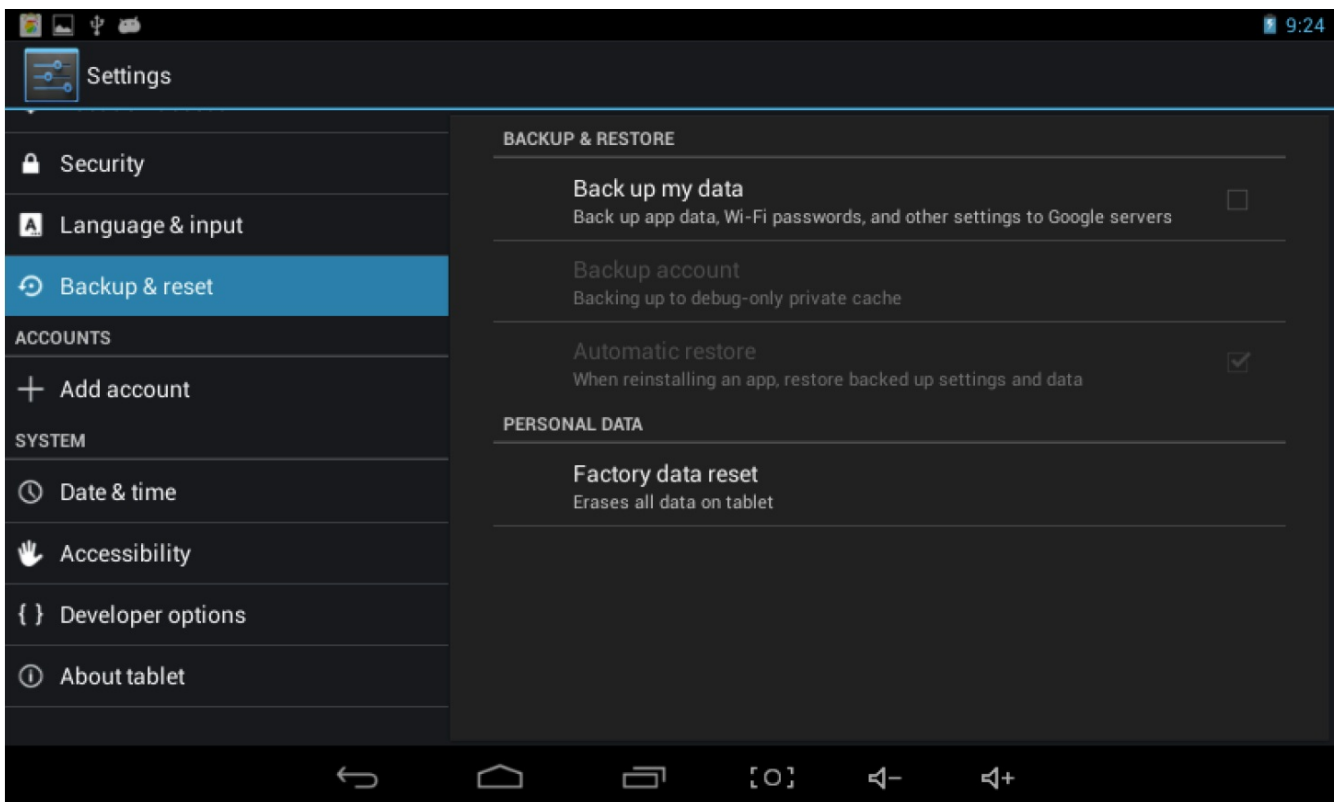 9:24
Settings
Security
Language & input
Backup & reset
ACCOUNTS
Add account
SYSTEM
Date & time
Accessibility
{ } Developer options
About tablet
BACKUP & RESTORE
Back up my data
Back up app data, Wi-Fi passwords, and other settings to Google servers
Backup account
Backing up to debug-only private cache
Automatic restore
When reinstalling an app, restore backed up settings and data
PERSONAL DATA
Factory data reset
Erases all data on tablet